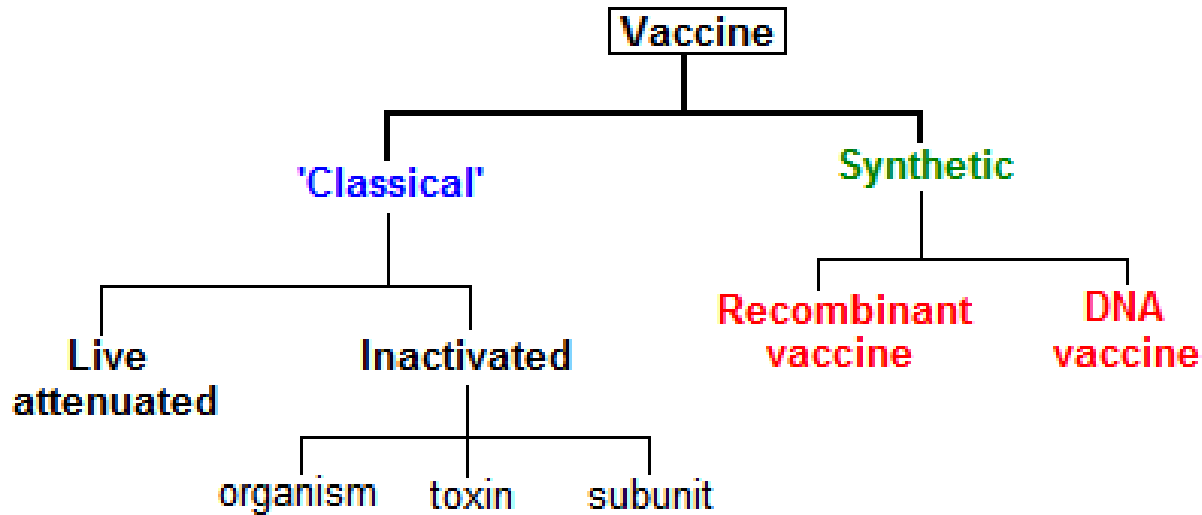 Vaccine
'Classical'
Synthetic
Live
attenuated
Inactivated
Recombinant
vaccine
DNA
vaccine
organism
toxin
subunit